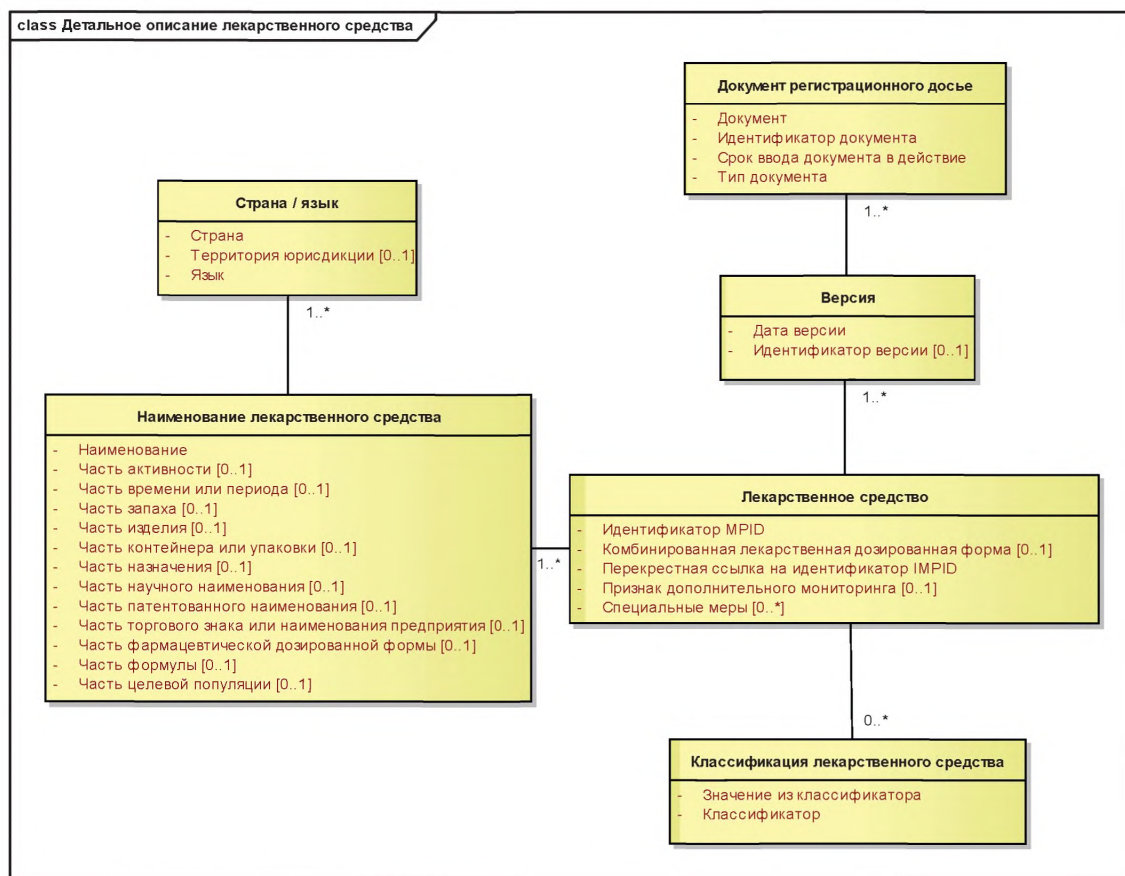 class Детальное описание лекарственного средства
Документ регистрационного досье
- Документ
- Идентификатор документа
- Срок ввода документа в действие
- Тип документа
1..*
Страна / язык
- Страна
- Территория юрисдикции [0..1]
- Язык
1..*
Версия
- Дата версии
- Идентификатор версии [0..1]
1..*
Наименование лекарственного средства
- Наименование
- Часть активности [0..1]
- Часть времени или периода [0..1]
- Часть запаха [0..1]
- Часть изделия [0..1]
- Часть контейнера или упаковки [0..1]
- Часть назначения [0..1]
- Часть научного наименования [0..1]
- Часть патентованного наименования [0..1]
- Часть торгового знака или наименования предприятия [0..1]
- Часть фармацевтической дозированной формы [0..1]
- Часть формулы [0..1]
- Часть целевой популяции [0..1]
1..*
Лекарственное средство
- Идентификатор MPID
- Комбинированная лекарственная дозированная форма [0..1]
- Перекрестная ссылка на идентификатор IMPID
- Признак дополнительного мониторинга [0..1]
- Специальные меры [0..*]
0..*
Классификация лекарственного средства
- Значение из классификатора
- Классификатор